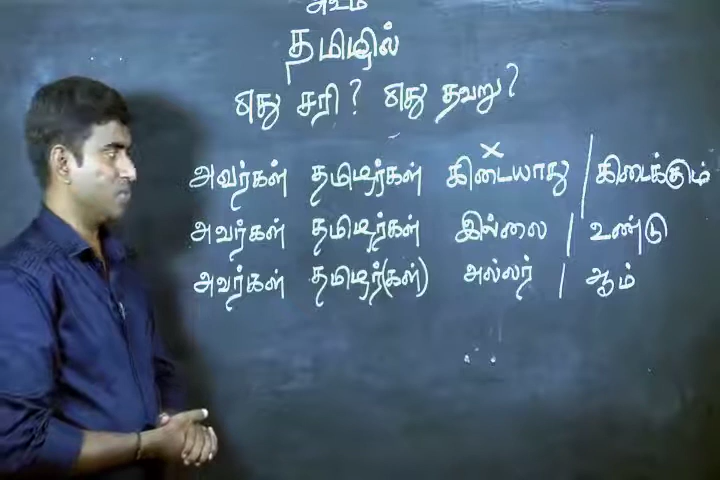 தமிழில்
எது சரி? எது தவறு?
×
அவர்கள் தமிழர்கள் கிடையாது / கிடைக்கும்
அவர்கள் தமிழர்கள் இல்லை / உண்டு
அவர்கள் தமிழர்(கள்) அல்லர் / ஆம்